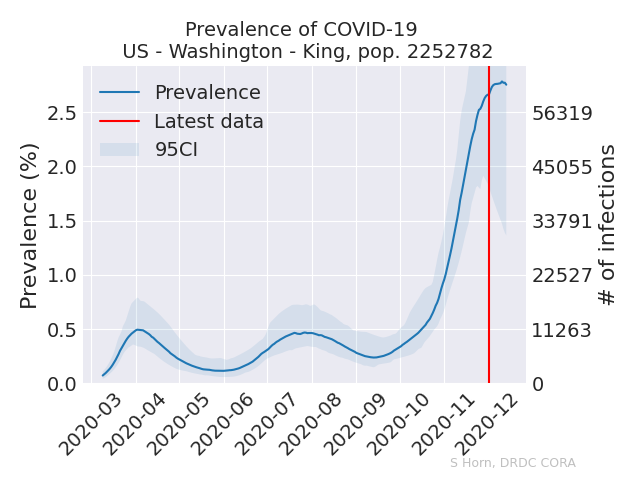 Prevalence of COVID-19
US - Washington - King, pop. 2252782
Prevalence
Latest data
95CI
Prevalence (%)
2.5
2.0
1.5
1.0
0.5
0.0
56319
45055
33791
22527
11263
0
# of infections
2020-03
2020-04
2020-05
2020-06
2020-07
2020-08
2020-09
2020-10
2020-11
2020-12
S Horn, DRDC CORA